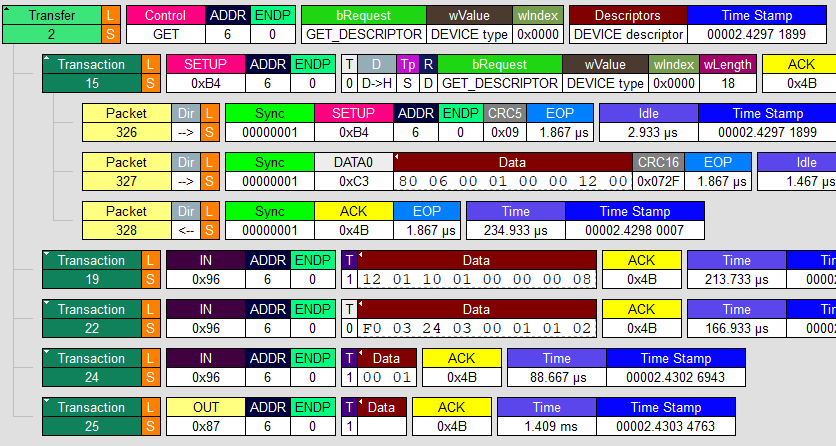 Transfer L Control ADDR ENDP bRequest wValue wIndex Descriptors Time Stamp
2 S GET 6 0 GET_DESCRIPTOR DEVICE type 0x0000 DEVICE descriptor 00002.4297 1899
Transaction L SETUP ADDR ENDP T D Tp R bRequest wValue wIndex wLength ACK
15 S 0xB4 6 0 0 D->H S D GET_DESCRIPTOR DEVICE type 0x0000 18 0x4B
Packet Dir L Sync SETUP ADDR ENDP CRC5 EOP Idle Time Stamp
326 --> S 00000001 0xB4 6 0 0x09 1.867 µs 2.933 µs 00002.4297 1899
Packet Dir L Sync DATA0 Data CRC16 EOP Idle
327 --> S 00000001 0xC3 80 06 00 01 00 00 12 00 0x072F 1.867 µs 1.467 µs
Packet Dir L Sync ACK EOP Time Time Stamp
328 <-- S 00000001 0x4B 1.867 µs 234.933 µs 00002.4298 0007
Transaction L IN ADDR ENDP T Data ACK Time
19 S 0x96 6 0 1 12 01 10 01 00 00 00 08 0x4B 213.733 µs
Transaction L IN ADDR ENDP T Data ACK Time
22 S 0x96 6 0 0 F0 03 24 03 00 01 01 02 0x4B 166.933 µs
Transaction L IN ADDR ENDP T Data ACK Time Time Stamp
24 S 0x96 6 0 1 00 01 0x4B 88.667 µs 00002.4302 6943
Transaction L OUT ADDR ENDP T Data ACK Time Time Stamp
25 S 0x87 6 0 1 0x4B 1.409 ms 00002.4303 4763